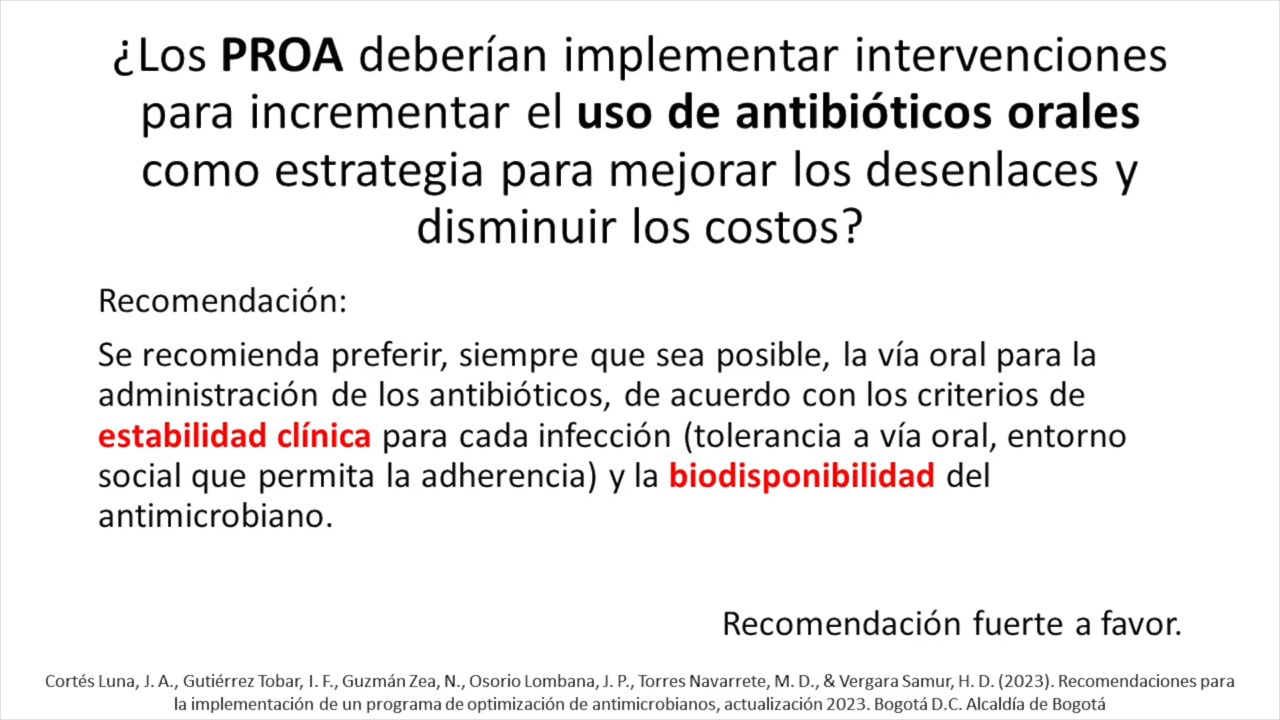 ¿Los PROA deberían implementar intervenciones
para incrementar el uso de antibióticos orales
como estrategia para mejorar los desenlaces y
disminuir los costos?
Recomendación:
Se recomienda preferir, siempre que sea posible, la vía oral para la
administración de los antibióticos, de acuerdo con los criterios de
estabilidad clínica para cada infección (tolerancia a vía oral, entorno
social que permita la adherencia) y la biodisponibilidad del
antimicrobiano.
Recomendación fuerte a favor.
Cortés Luna, J. A., Gutiérrez Tobar, I. F., Guzmán Zea, N., Osorio Lombana, J. P., Torres Navarrete, M. D., & Vergara Samur, H. D. (2023). Recomendaciones para
la implementación de un programa de optimización de antimicrobianos, actualización 2023. Bogotá D.C. Alcaldía de Bogotá